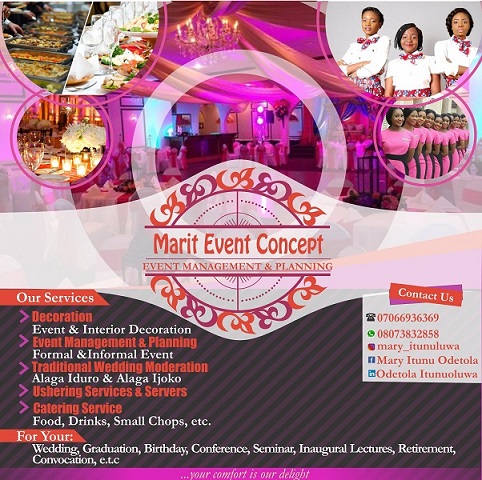 Marit Event Concept
EVENT MANAGEMENT & PLANNING
Our Services
Decoration
Event & Interior Decoration
Event Management & Planning
Formal &Informal Event
Traditional Wedding Moderation
Alaga Iduro & Alaga Ijoko
Ushering Services & Servers
Catering Service
Food, Drinks, Small Chops, etc.
For Your:
Wedding, Graduation, Birthday, Conference, Seminar, Inaugural Lectures, Retirement,
Convocation, e.t.c
Contact Us
07066936369
08073832858
mary_itunuluwa
Mary Itunu Odetola
Odetola Itunuoluwa
...your comfort is our delight